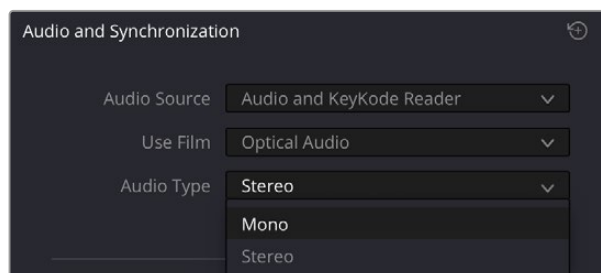 Audio and Synchronization
Audio Source Audio and KeyKode Reader
Use Film Optical Audio
Audio Type Stereo
Mono
Stereo